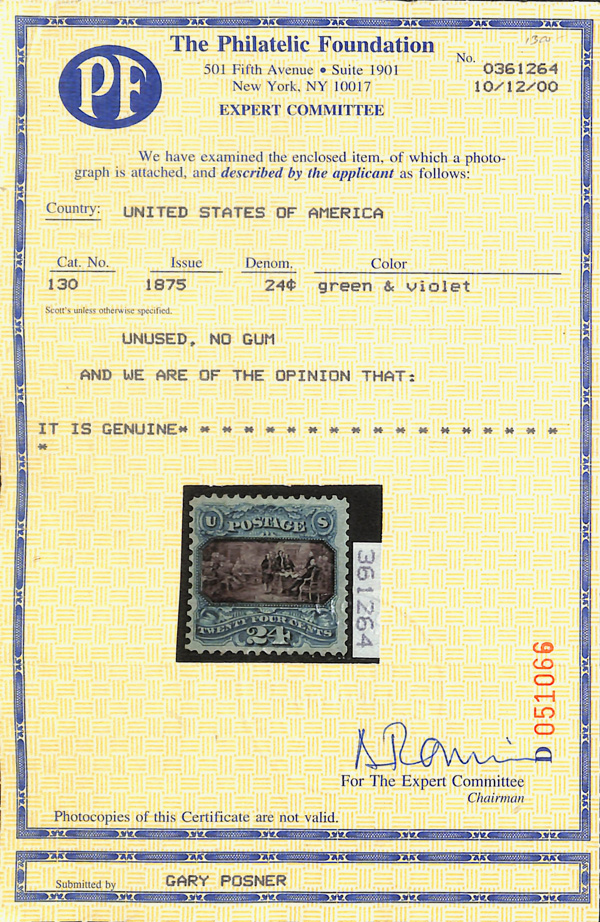 The Philatelic Foundation
PF
501 Fifth Avenue • Suite 1901
New York, NY 10017
EXPERT COMMITTEE
No. 0361264
10/12/00
We have examined the enclosed item, of which a photo-
graph is attached, and described by the applicant as follows:
Country: UNITED STATES OF AMERICA
Cat. No. Issue Denom. Color
130 1875 24¢ green & violet
Scott's unless otherwise specified.
UNUSED, NO GUM
AND WE ARE OF THE OPINION THAT:
IT IS GENUINE* * * * * * * * * * * * * * * * * *
*
U POSTAGE S
TWENTY FOUR CENTS
24
361264
D 051066
For The Expert Committee
Chairman
Photocopies of this Certificate are not valid.
Submitted by GARY POSNER